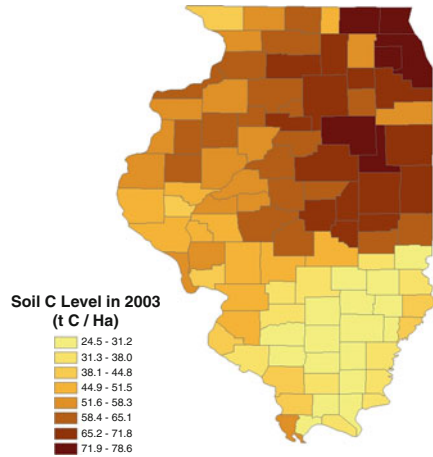 Soil C Level in 2003
(t C / Ha)
24.5 - 31.2
31.3 - 38.0
38.1 - 44.8
44.9 - 51.5
51.6 - 58.3
58.4 - 65.1
65.2 - 71.8
71.9 - 78.6